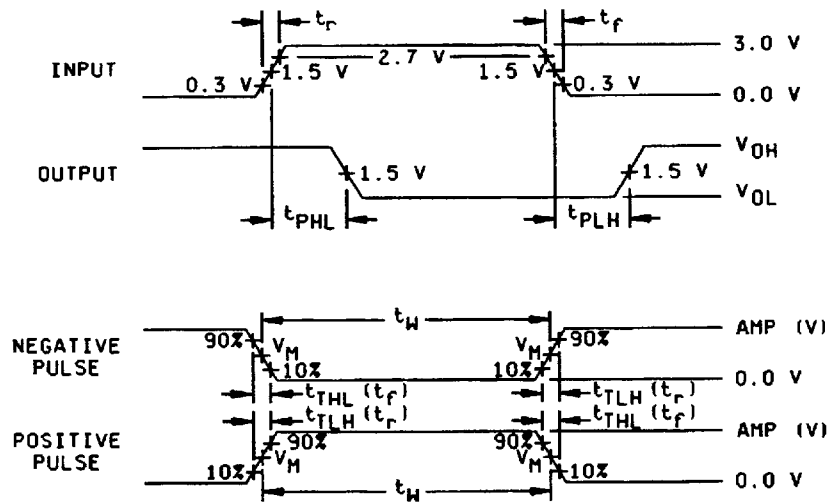 t_r t_f
2.7 V 3.0 V
INPUT 1.5 V 1.5 V
0.3 V 0.3 V
0.0 V
V_OH
OUTPUT 1.5 V 1.5 V
V_OL
t_PHL t_PLH
t_W
AMP (V)
90% 90%
NEGATIVE PULSE V_M V_M
10% 10%
0.0 V
t_THL (t_f) t_TLH (t_r)
t_TLH (t_r) t_THL (t_f)
AMP (V)
90% 90%
POSITIVE PULSE V_M V_M
10% 10%
0.0 V
t_W